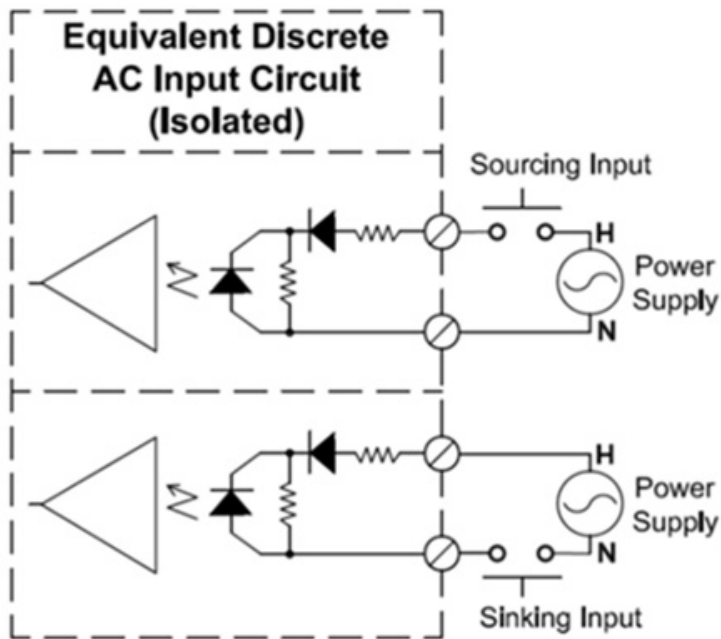 Equivalent Discrete
AC Input Circuit
(Isolated)
Sourcing Input
H
Power
Supply
N
H
Power
Supply
N
Sinking Input